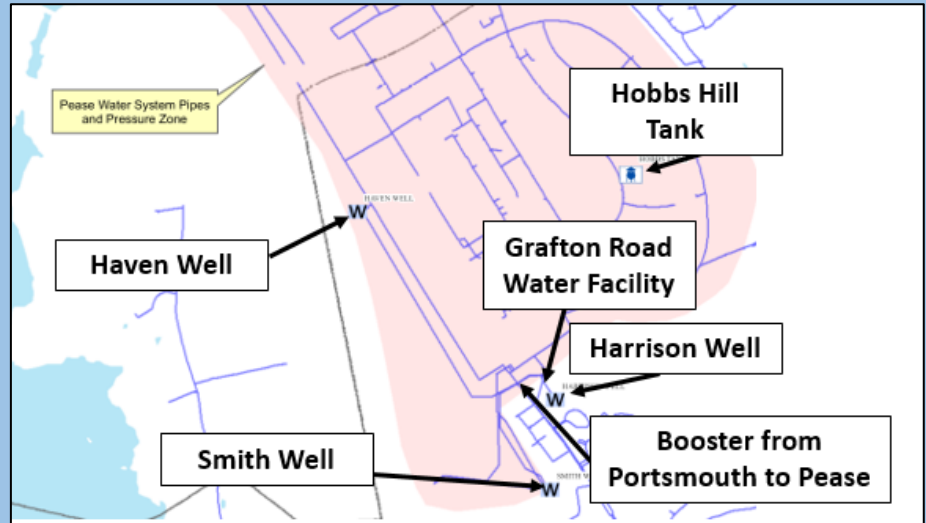 Pease Water System Pipes
and Pressure Zone
Hobbs Hill
Tank
HAVEN WELL
W
Haven Well
Grafton Road
Water Facility
Harrison Well
W
Booster from
Portsmouth to Pease
Smith Well
SMITH W
W